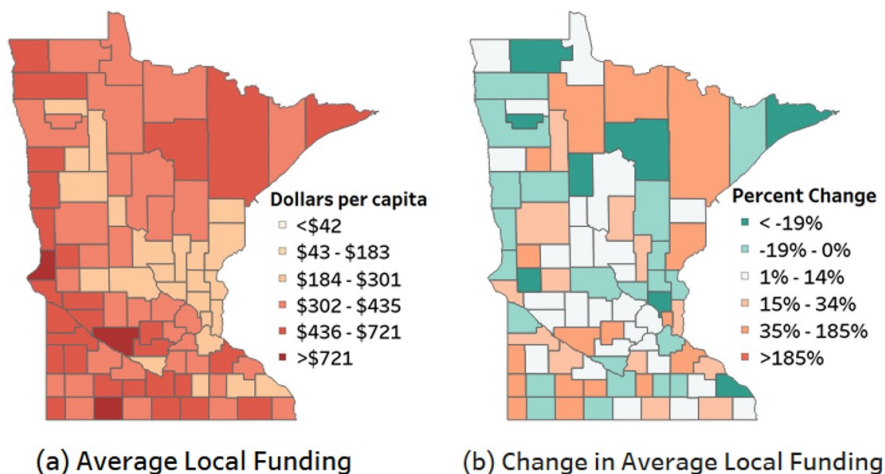 Dollars per capita
<$42
$43 - $183
$184 - $301
$302 - $435
$436 - $721
>$721
(a) Average Local Funding
Percent Change
< -19%
-19% - 0%
1% - 14%
15% - 34%
35% - 185%
>185%
(b) Change in Average Local Funding